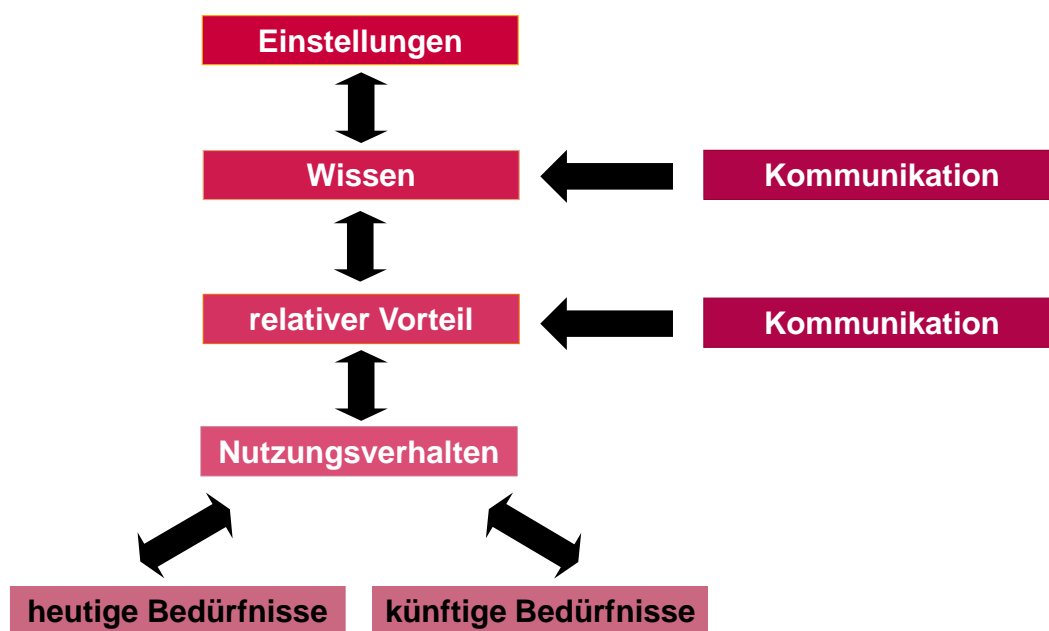 Einstellungen
Wissen
Kommunikation
relativer Vorteil
Kommunikation
Nutzungsverhalten
heutige Bedürfnisse
künftige Bedürfnisse